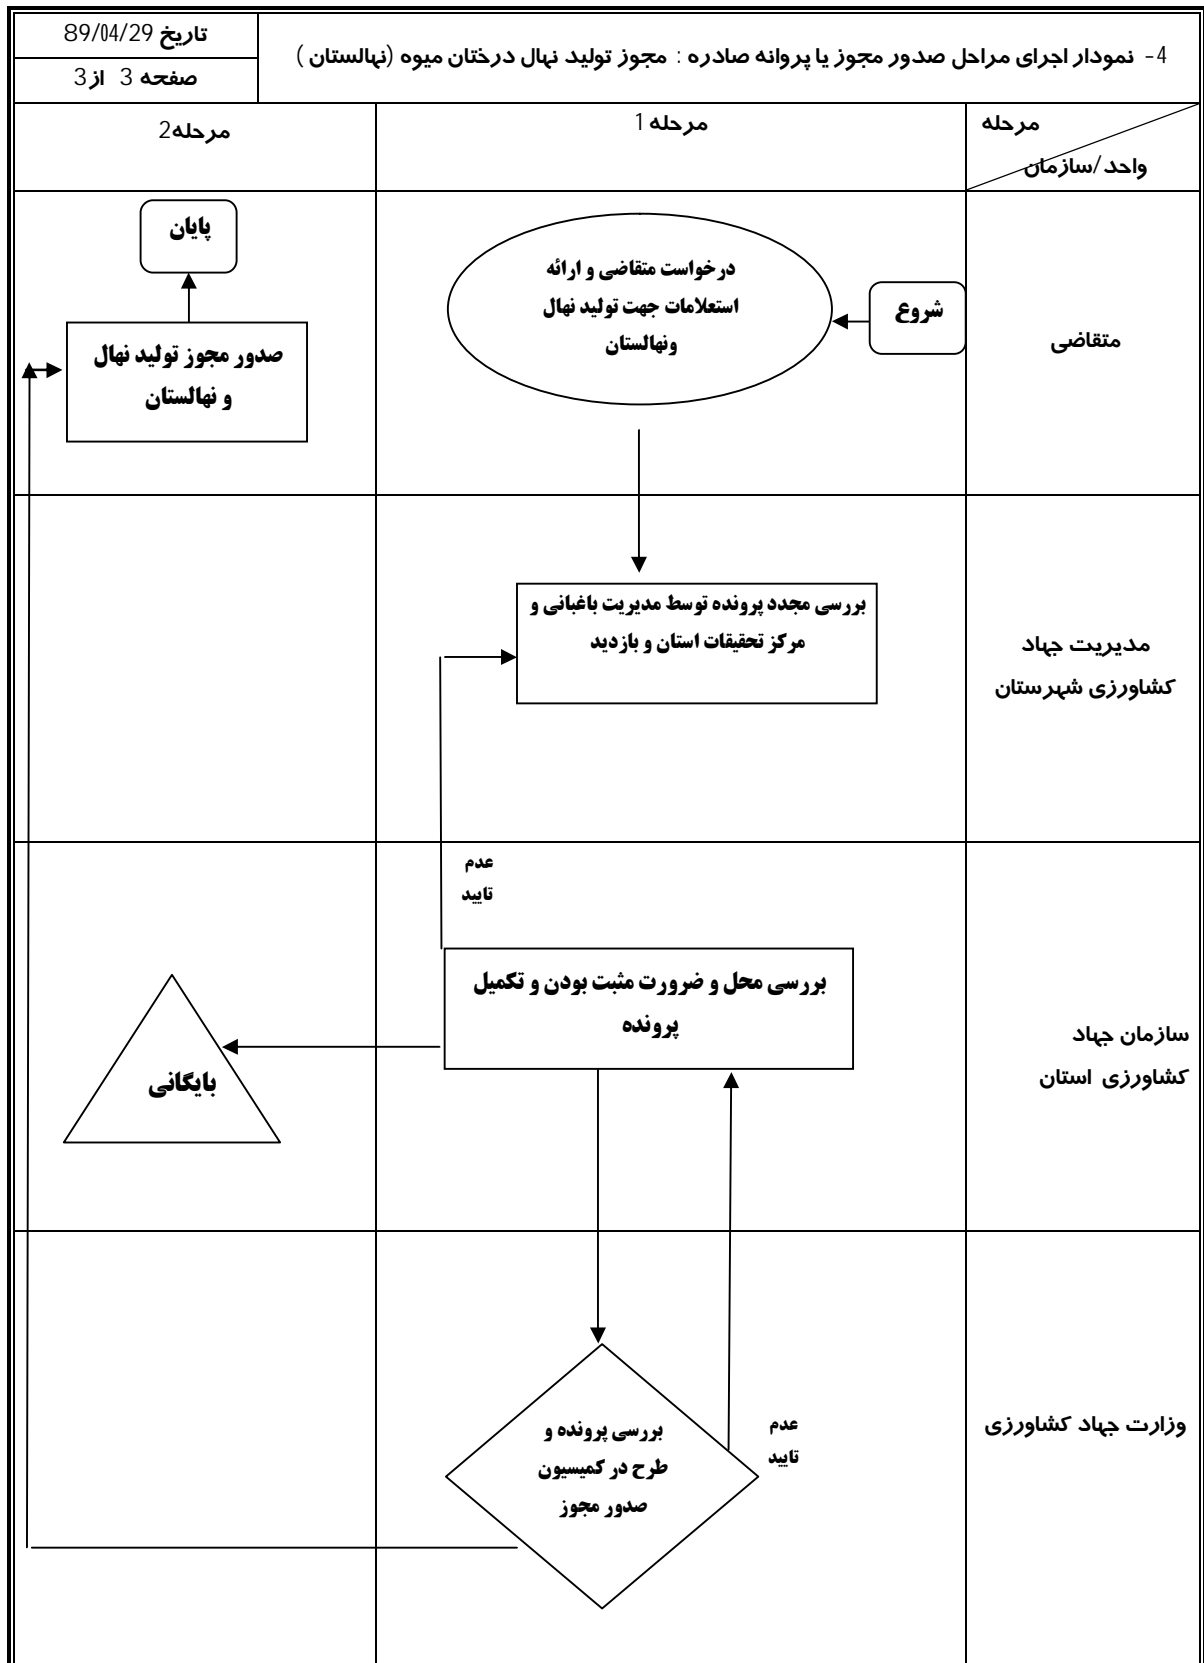 4- نمودار اجرای مراحل صدور مجوز یا پروانه صادره : مجوز تولید نهال درختان میوه (نهالستان )
تاریخ 89/04/29
صفحه 3 از 3
مرحله
واحد/سازمان
مرحله 1
مرحله2
متقاضی
شروع
درخواست متقاضی و ارائه
استعلامات جهت تولید نهال
ونهالستان
پایان
صدور مجوز تولید نهال
و نهالستان
مدیریت جهاد
کشاورزی شهرستان
بررسی مجدد پرونده توسط مدیریت باغبانی و
مرکز تحقیقات استان و بازدید
سازمان جهاد
کشاورزی استان
عدم
تایید
بررسی محل و ضرورت مثبت بودن و تکمیل
پرونده
بایگانی
وزارت جهاد کشاورزی
بررسی پرونده و
طرح در کمیسیون
صدور مجوز
عدم
تایید